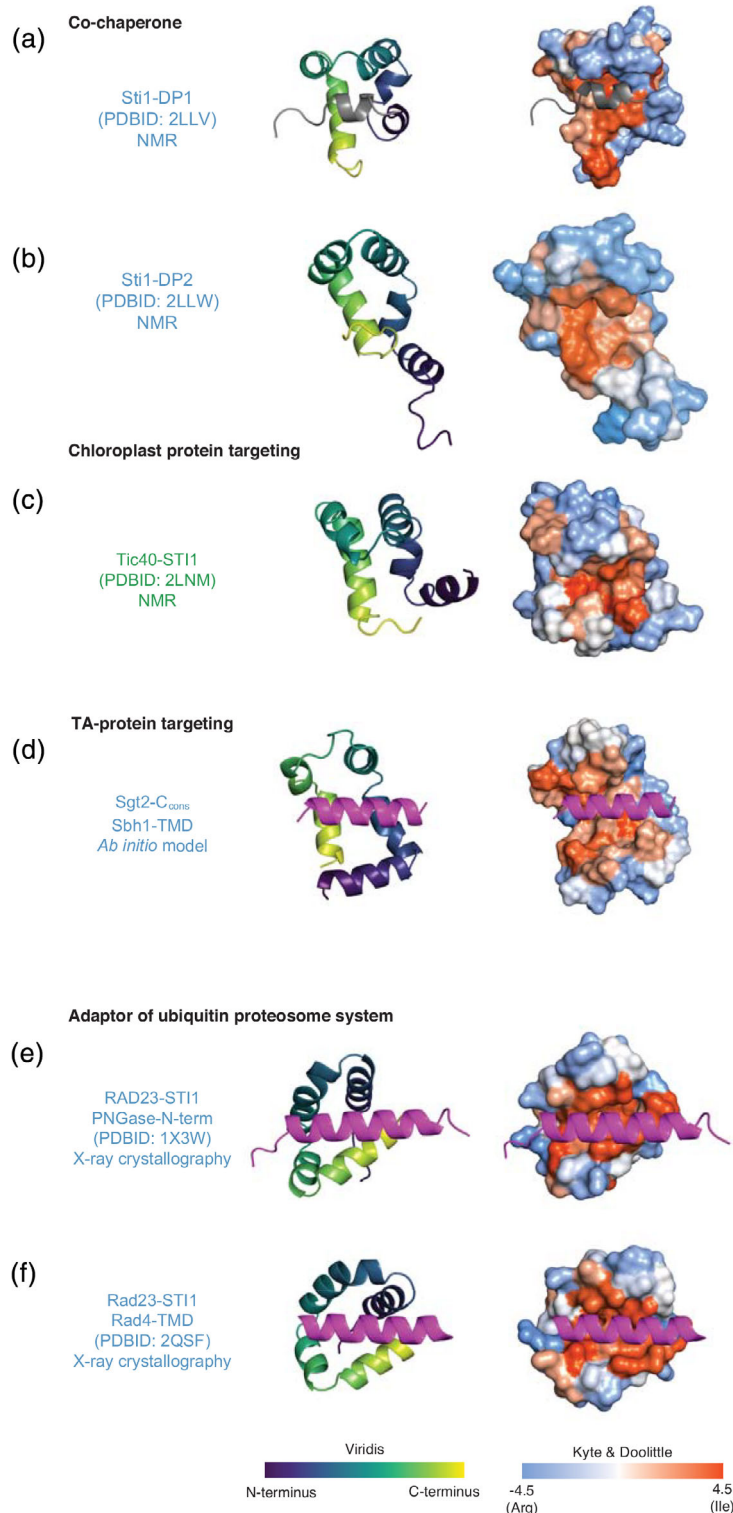 Co-chaperone
(a)
Sti1-DP1
(PDBID: 2LLV)
NMR
(b)
Sti1-DP2
(PDBID: 2LLW)
NMR
Chloroplast protein targeting
(c)
Tic40-STI1
(PDBID: 2LNM)
NMR
TA-protein targeting
(d)
Sgt2-Ccons
Sbh1-TMD
Ab initio model
Adaptor of ubiquitin proteosome system
(e)
RAD23-STI1
PNGase-N-term
(PDBID: 1X3W)
X-ray crystallography
(f)
Rad23-STI1
Rad4-TMD
(PDBID: 2QSF)
X-ray crystallography
Viridis
N-terminus C-terminus
Kyte & Doolittle
-4.5 4.5
(Arg) (Ile)